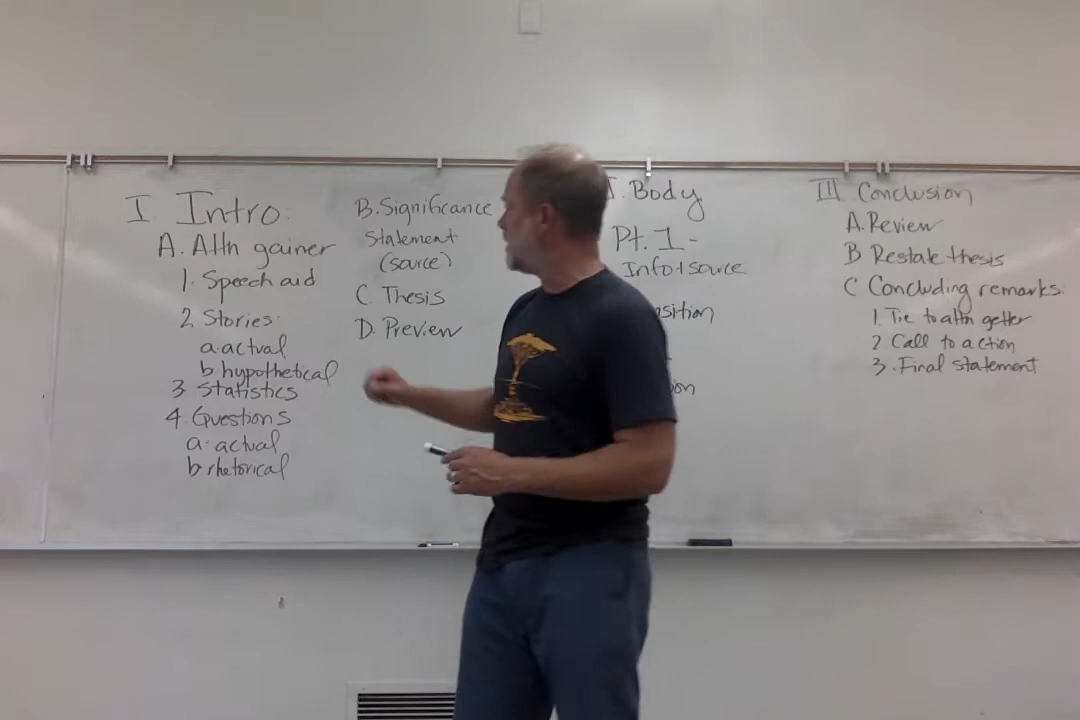 I. Intro:
A. Attn gainer
1. Speech aid
2. Stories:
a. actual
b. hypothetical
3. Statistics
4. Questions
a. actual
b. rhetorical
B. Significance
Statement
(source)
C. Thesis
D. Preview
I. Body
Pt. 1-
Info + source
sition
ion
III. Conclusion
A. Review
B. Restate thesis
C. Concluding remarks.
1. Tie to attn getter
2. Call to action
3. Final statement